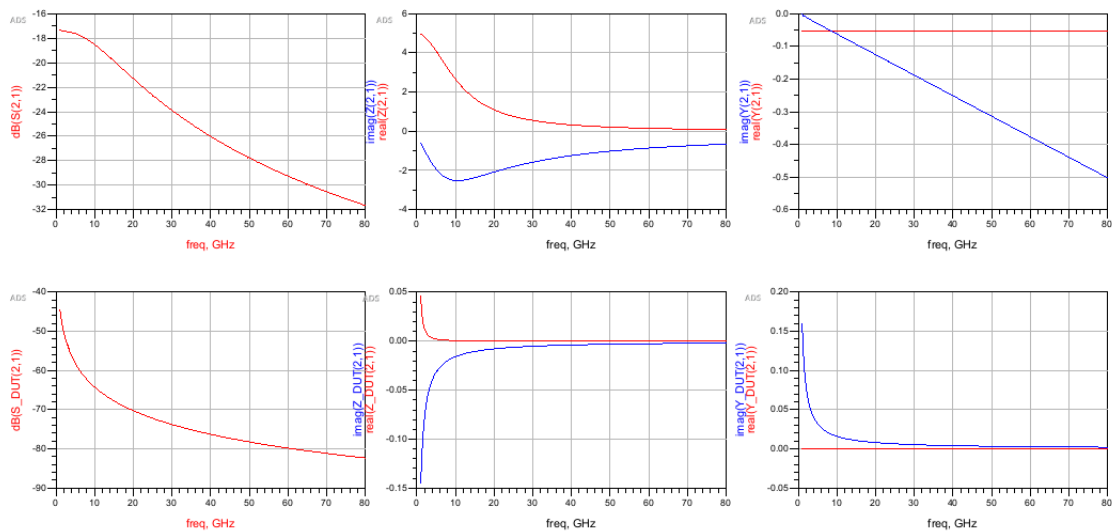 ADS
dB(S(2,1))
-16
-18
-20
-22
-24
-26
-28
-30
-32
0 10 20 30 40 50 60 70 80
freq, GHz
ADS
imag(Z(2,1))
real(Z(2,1))
6
4
2
0
-2
-4
0 10 20 30 40 50 60 70 80
freq, GHz
ADS
imag(Y(2,1))
real(Y(2,1))
0.0
-0.1
-0.2
-0.3
-0.4
-0.5
-0.6
0 10 20 30 40 50 60 70 80
freq, GHz
ADS
dB(S_DUT(2,1))
-40
-50
-60
-70
-80
-90
0 10 20 30 40 50 60 70 80
freq, GHz
ADS
imag(Z_DUT(2,1))
real(Z_DUT(2,1))
0.05
0.00
-0.05
-0.10
-0.15
0 10 20 30 40 50 60 70 80
freq, GHz
ADS
imag(Y_DUT(2,1))
real(Y_DUT(2,1))
0.20
0.15
0.10
0.05
0.00
-0.05
0 10 20 30 40 50 60 70 80
freq, GHz